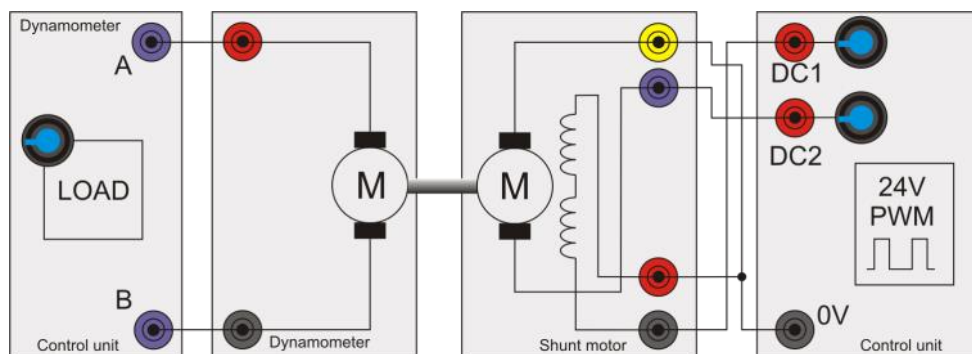 Dynamometer
A
LOAD
B
Control unit
M
Dynamometer
M
Shunt motor
DC1
DC2
24V
PWM
0V
Control unit